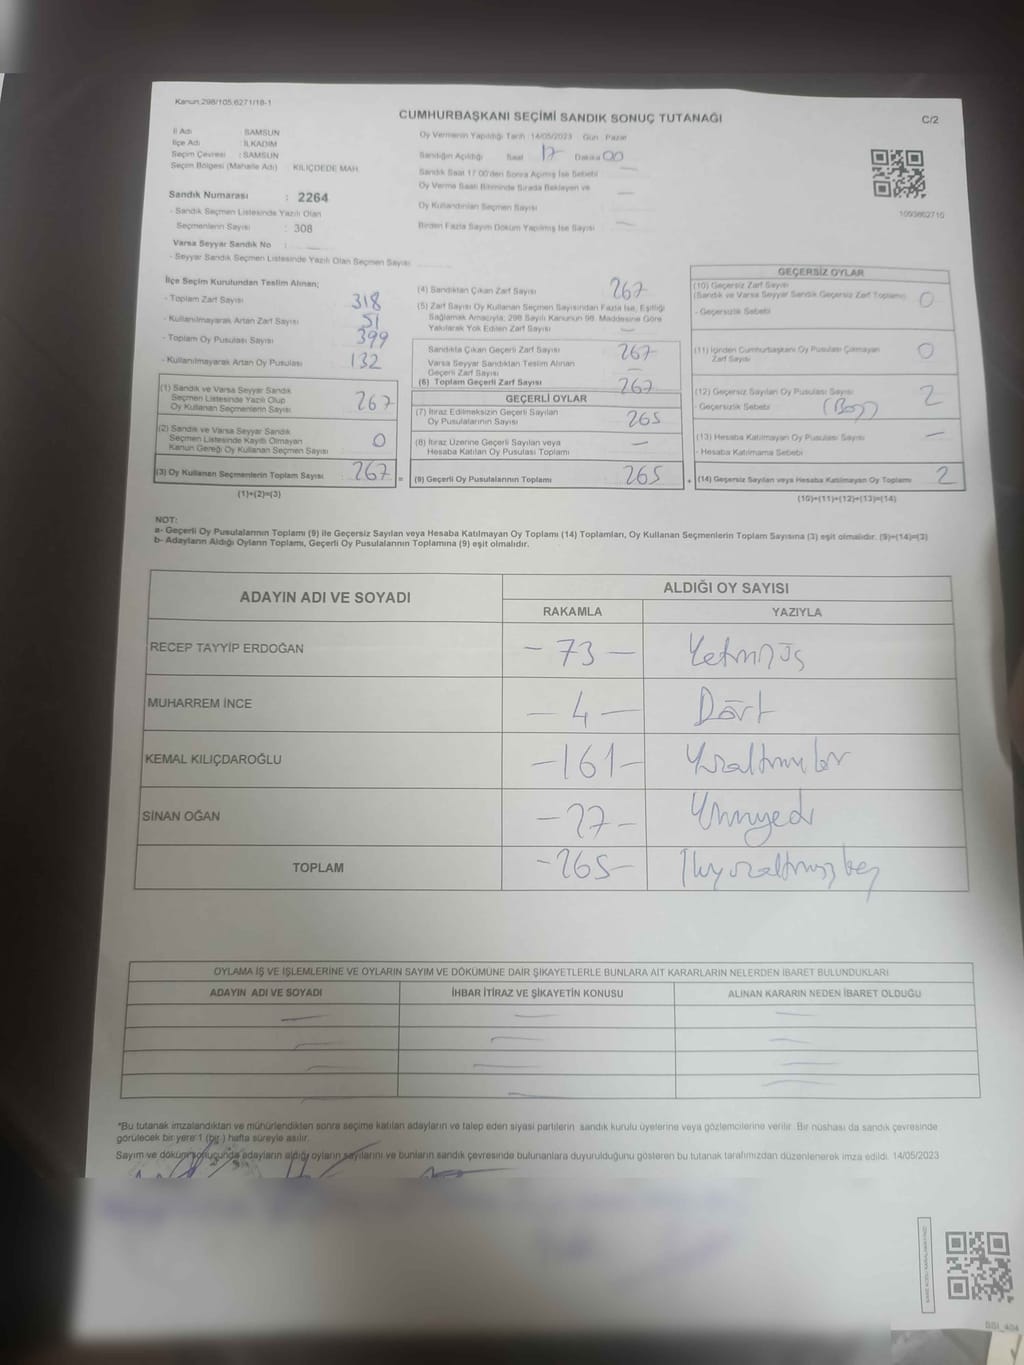 Kanun.298/105,6271/18-1
CUMHURBAŞKANI SEÇİMİ SANDIK SONUÇ TUTANAĞI
C/2
İl Adı : SAMSUN
İlçe Adı : İLKADIM
Seçim Çevresi : SAMSUN
Seçim Bölgesi (Mahalle Adı) KILIÇDEDE MAH.
Oy Vermenin Yapıldığı Tarih :14/05/2023 Gün : Pazar
Sandığın Açıldığı Saat 17 Dakika 00
Sandık Saat 17.00'den Sonra Açılmış İse Sebebi —
Oy Verme Saati Bitiminde Sırada Bekleyen ve
Oy Kullandırılan Seçmen Sayısı —
Birden Fazla Sayım Döküm Yapılmış İse Sayısı —
1093662710
Sandık Numarası : 2264
- Sandık Seçmen Listesinde Yazılı Olan
Seçmenlerin Sayısı : 308
Varsa Seyyar Sandık No :
- Seyyar Sandık Seçmen Listesinde Yazılı Olan Seçmen Sayısı
İlçe Seçim Kurulundan Teslim Alınan;
- Toplam Zarf Sayısı 318
- Kullanılmayarak Artan Zarf Sayısı 51
- Toplam Oy Pusulası Sayısı 399
- Kullanılmayarak Artan Oy Pusulası 132
(1) Sandık ve Varsa Seyyar Sandık
Seçmen Listesinde Yazılı Olup
Oy Kullanan Seçmenlerin Sayısı 267
(2) Sandık ve Varsa Seyyar Sandık
Seçmen Listesinde Kayıtlı Olmayan
Kanun Gereği Oy Kullanan Seçmen Sayısı 0
(3) Oy Kullanan Seçmenlerin Toplam Sayısı 267 =
(1)+(2)=(3)
(4) Sandıktan Çıkan Zarf Sayısı 267
(5) Zarf Sayısı Oy Kullanan Seçmen Sayısından Fazla İse, Eşitliği
Sağlamak Amacıyla; 298 Sayılı Kanunun 98. Maddesine Göre
Yakılarak Yok Edilen Zarf Sayısı —
Sandıkta Çıkan Geçerli Zarf Sayısı 267
Varsa Seyyar Sandıktan Teslim Alınan
Geçerli Zarf Sayısı —
(6) Toplam Geçerli Zarf Sayısı 267
GEÇERLİ OYLAR
(7) İtiraz Edilmeksizin Geçerli Sayılan
Oy Pusulalarının Sayısı 265
(8) İtiraz Üzerine Geçerli Sayılan veya
Hesaba Katılan Oy Pusulası Toplamı —
(9) Geçerli Oy Pusulalarının Toplamı 265 +
GEÇERSİZ OYLAR
(10) Geçersiz Zarf Sayısı
(Sandık ve Varsa Seyyar Sandık Geçersiz Zarf Toplamı) 0
- Geçersizlik Sebebi
(11) İçinden Cumhurbaşkanı Oy Pusulası Çıkmayan
Zarf Sayısı 0
(12) Geçersiz Sayılan Oy Pusulası Sayısı 2
- Geçersizlik Sebebi (Boş)
(13) Hesaba Katılmayan Oy Pusulası Sayısı —
- Hesaba Katılmama Sebebi
(14) Geçersiz Sayılan veya Hesaba Katılmayan Oy Toplamı 2
(10)+(11)+(12)+(13)=(14)
NOT:
a- Geçerli Oy Pusulalarının Toplamı (9) ile Geçersiz Sayılan veya Hesaba Katılmayan Oy Toplamı (14) Toplamları, Oy Kullanan Seçmenlerin Toplam Sayısına (3) eşit olmalıdır. (9)+(14)=(3)
b- Adayların Aldığı Oyların Toplamı, Geçerli Oy Pusulalarının Toplamına (9) eşit olmalıdır.
ADAYIN ADI VE SOYADI
ALDIĞI OY SAYISI
RAKAMLA YAZIYLA
RECEP TAYYİP ERDOĞAN - 73 - Yetmişüç
MUHARREM İNCE - 4 - Dört
KEMAL KILIÇDAROĞLU -161- Yüzaltmışbir
SİNAN OĞAN -27- Yirmiyedi
TOPLAM -265- İkiyüzaltmışbeş
OYLAMA İŞ VE İŞLEMLERİNE VE OYLARIN SAYIM VE DÖKÜMÜNE DAİR ŞİKAYETLERLE BUNLARA AİT KARARLARIN NELERDEN İBARET BULUNDUKLARI
ADAYIN ADI VE SOYADI İHBAR İTİRAZ VE ŞİKAYETİN KONUSU ALINAN KARARIN NEDEN İBARET OLDUĞU
*Bu tutanak imzalandıktan ve mühürlendikten sonra seçime katılan adayların ve talep eden siyasi partilerin sandık kurulu üyelerine veya gözlemcilerine verilir. Bir nüshası da sandık çevresinde
görülecek bir yere 1 (bir ) hafta süreyle asılır.
Sayım ve döküm sonucunda adayların aldığı oyların sayılarını ve bunların sandık çevresinde bulunanlara duyurulduğunu gösteren bu tutanak tarafımızdan düzenlenerek imza edildi. 14/05/2023